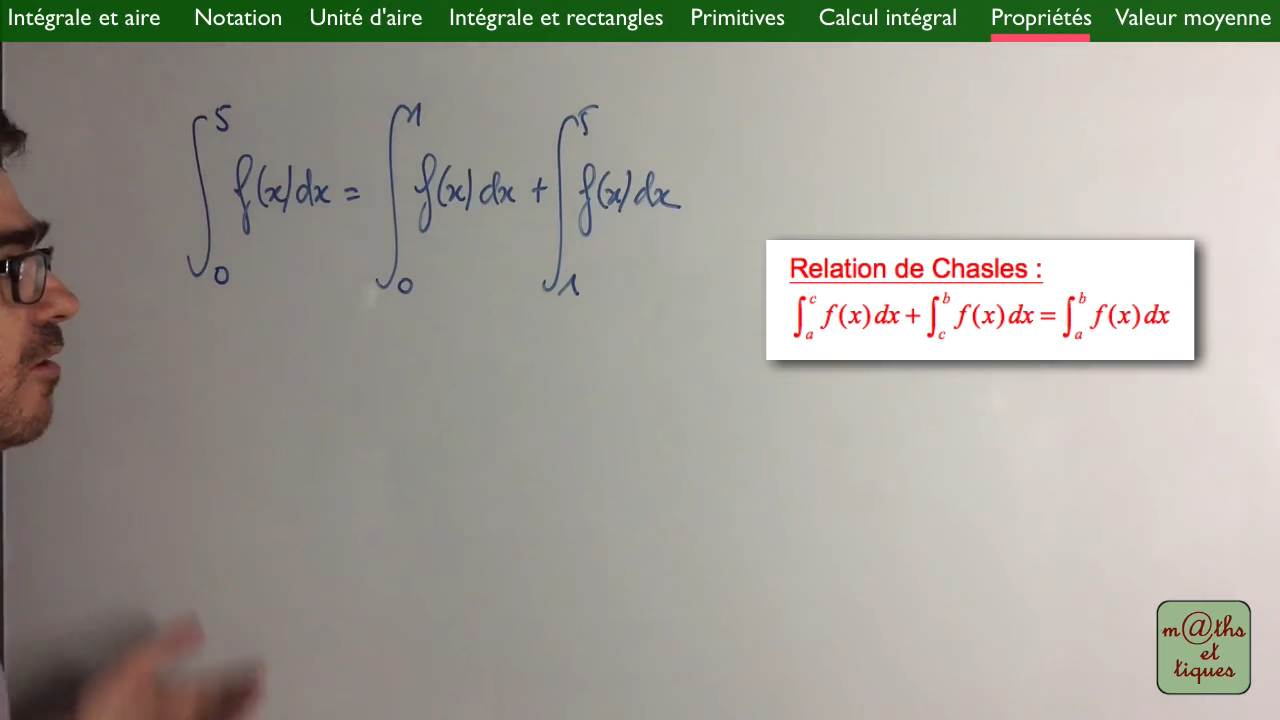 Intégrale et aire Notation Unité d'aire Intégrale et rectangles Primitives Calcul intégral Propriétés Valeur moyenne
∫₀⁵ f(x)dx = ∫₀¹ f(x)dx + ∫₁⁵ f(x)dx
Relation de Chasles :
∫ₐᶜ f(x)dx + ∫꜀ᵇ f(x)dx = ∫ₐᵇ f(x)dx
m@ths
et
tiques